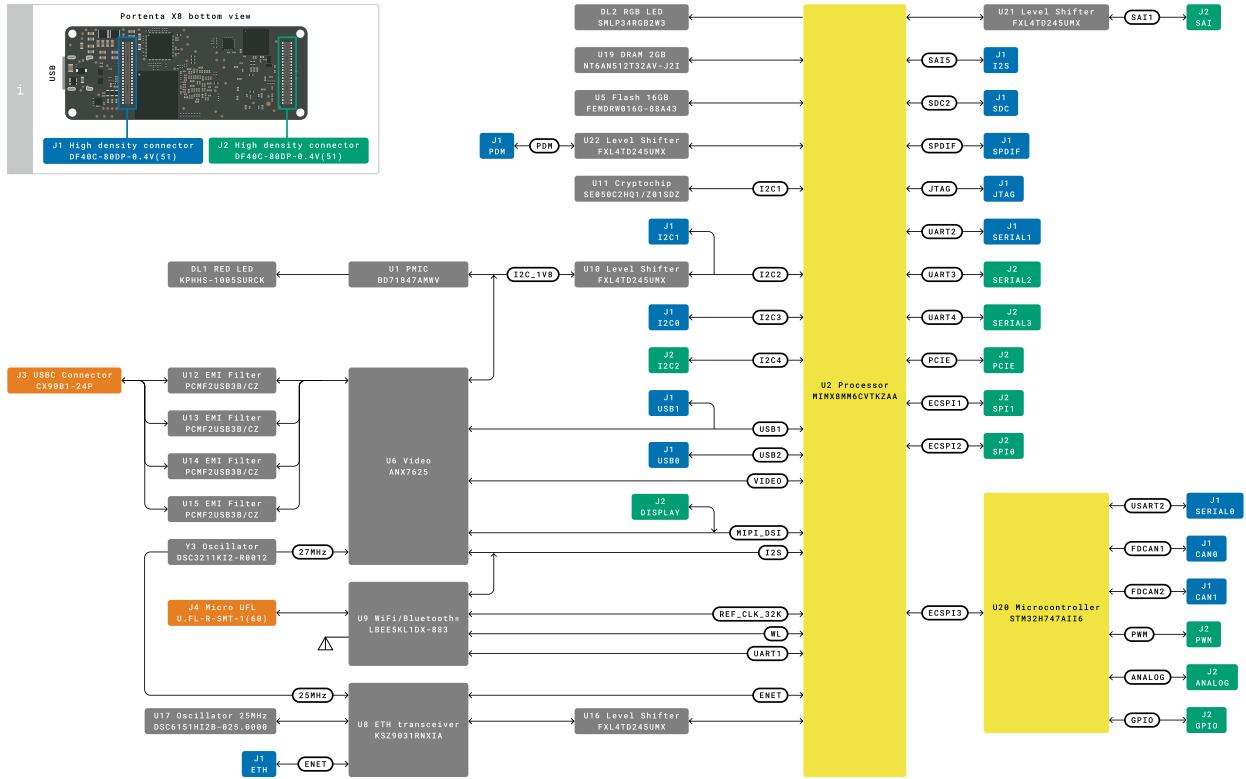 Portenta X8 bottom view
i
USB
J1 High density connector
DF40C-80DP-0.4V(51)
J2 High density connector
DF40C-80DP-0.4V(51)
DL2 RGB LED
SMLP34RGB2W3
U19 DRAM 2GB
NT6AN512T32AV-J2I
U5 Flash 16GB
FEMDRW016G-88A43
J1
PDM
PDM
U22 Level Shifter
FXL4TD245UMX
U11 Cryptochip
SE050C2HQ1/Z01SDZ
I2C1
J1
I2C1
DL1 RED LED
KPHHS-1005SURCK
U1 PMIC
BD71847AMWV
I2C_1V8
U10 Level Shifter
FXL4TD245UMX
I2C2
J1
I2C0
I2C3
J2
I2C2
I2C4
J3 USBC Connector
CX90B1-24P
U12 EMI Filter
PCMF2USB3B/CZ
U13 EMI Filter
PCMF2USB3B/CZ
U14 EMI Filter
PCMF2USB3B/CZ
U15 EMI Filter
PCMF2USB3B/CZ
U6 Video
ANX7625
J1
USB1
USB1
J1
USB0
USB2
VIDEO
J2
DISPLAY
MIPI_DSI
I2S
Y3 Oscillator
DSC3211KI2-R0012
27MHz
J4 Micro UFL
U.FL-R-SMT-1(60)
U9 WiFi/Bluetooth®
LBEE5KL1DX-883
REF_CLK_32K
WL
UART1
25MHz
U17 Oscillator 25MHz
DSC6151HI2B-025.0000
U8 ETH transceiver
KSZ9031RNXIA
ENET
U16 Level Shifter
FXL4TD245UMX
J1
ETH
ENET
U2 Processor
MIMX8MM6CVTKZAA
U21 Level Shifter
FXL4TD245UMX
SAI1
J2
SAI
SAI5
J1
I2S
SDC2
J1
SDC
SPDIF
J1
SPDIF
JTAG
J1
JTAG
UART2
J1
SERIAL1
UART3
J2
SERIAL2
UART4
J2
SERIAL3
PCIE
J2
PCIE
ECSPI1
J2
SPI1
ECSPI2
J2
SPI0
ECSPI3
U20 Microcontroller
STM32H747AII6
USART2
J1
SERIAL0
FDCAN1
J1
CAN0
FDCAN2
J1
CAN1
PWM
J2
PWM
ANALOG
J2
ANALOG
GPIO
J2
GPIO